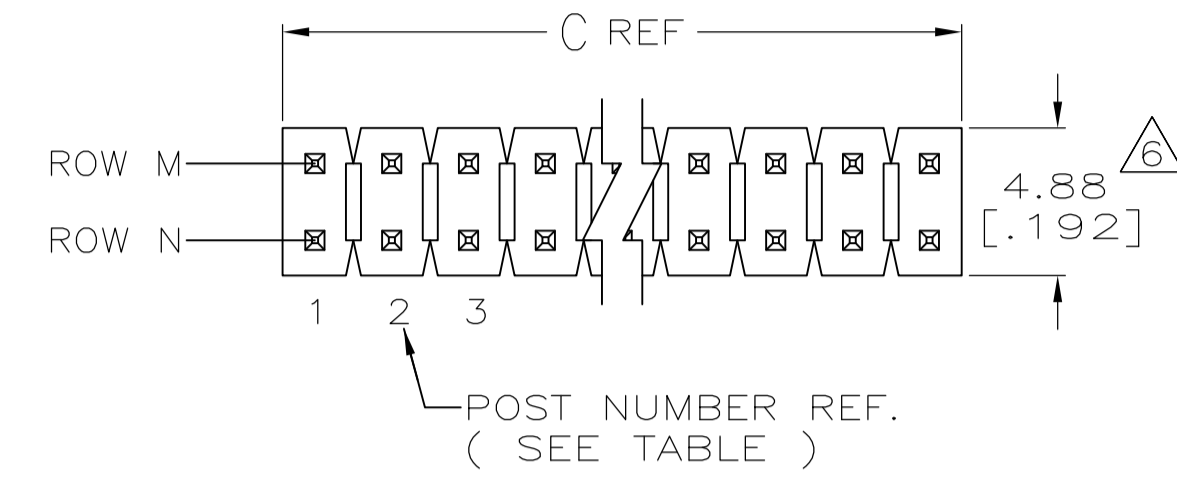 C REF
ROW M
ROW N
4.88
[.192]
6
1 2 3
POST NUMBER REF.
( SEE TABLE )